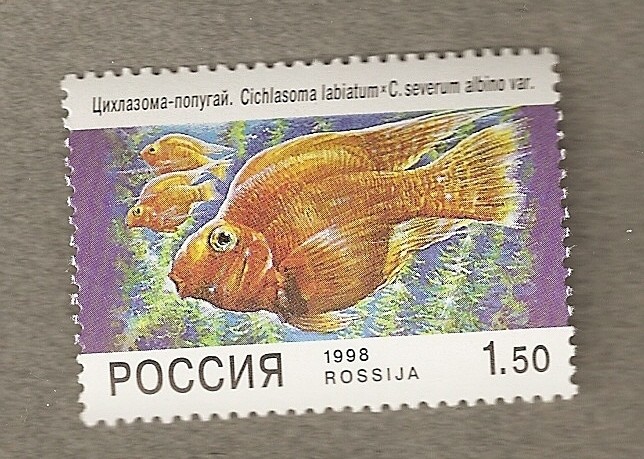 Цихлазома-попугай. Cichlasoma labiatum×C. severum albino var.
РОССИЯ 1998 1.50
ROSSIJA